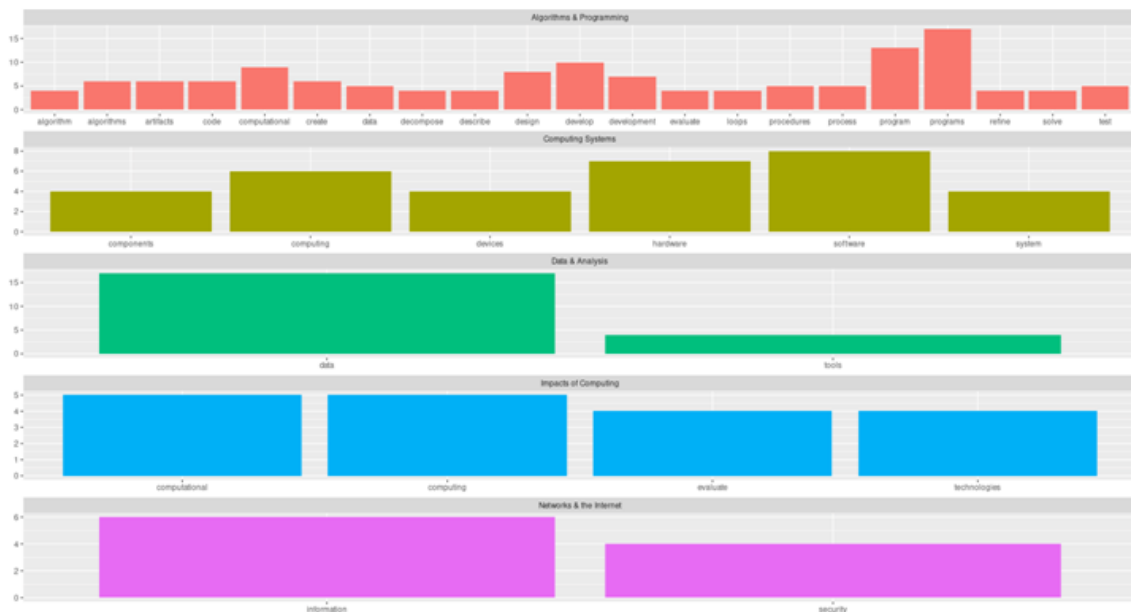 Algorithms & Programming
15
10
5
0
algorithm algorithms artifacts code computational create data decompose describe design develop development evaluate loops procedures process program programs refine solve test
Computing Systems
8
6
4
2
0
components computing devices hardware software system
Data & Analysis
15
10
5
0
data tools
Impacts of Computing
5
4
3
2
1
0
computational computing evaluate technologies
Networks & the Internet
6
4
2
0
information security